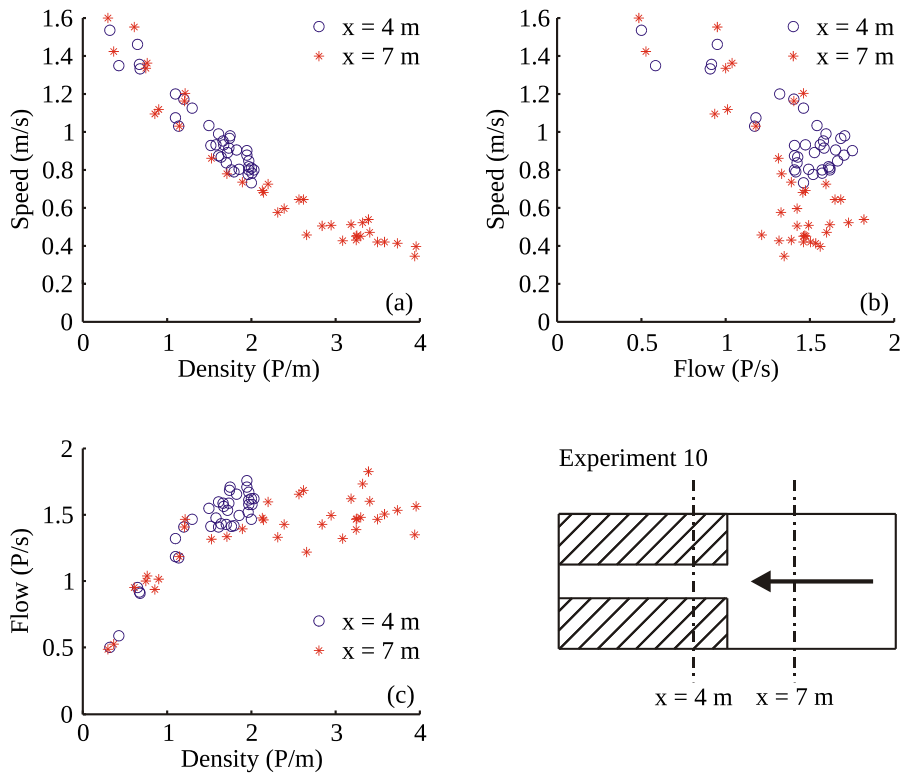 1.6
1.4
1.2
1
0.8
0.6
0.4
0.2
0
0 1 2 3 4
Speed (m/s)
Density (P/m)
x = 4 m
x = 7 m
(a)
1.6
1.4
1.2
1
0.8
0.6
0.4
0.2
0
0 0.5 1 1.5 2
Speed (m/s)
Flow (P/s)
x = 4 m
x = 7 m
(b)
2
1.5
1
0.5
0
0 1 2 3 4
Flow (P/s)
Density (P/m)
x = 4 m
x = 7 m
(c)
Experiment 10
x = 4 m x = 7 m